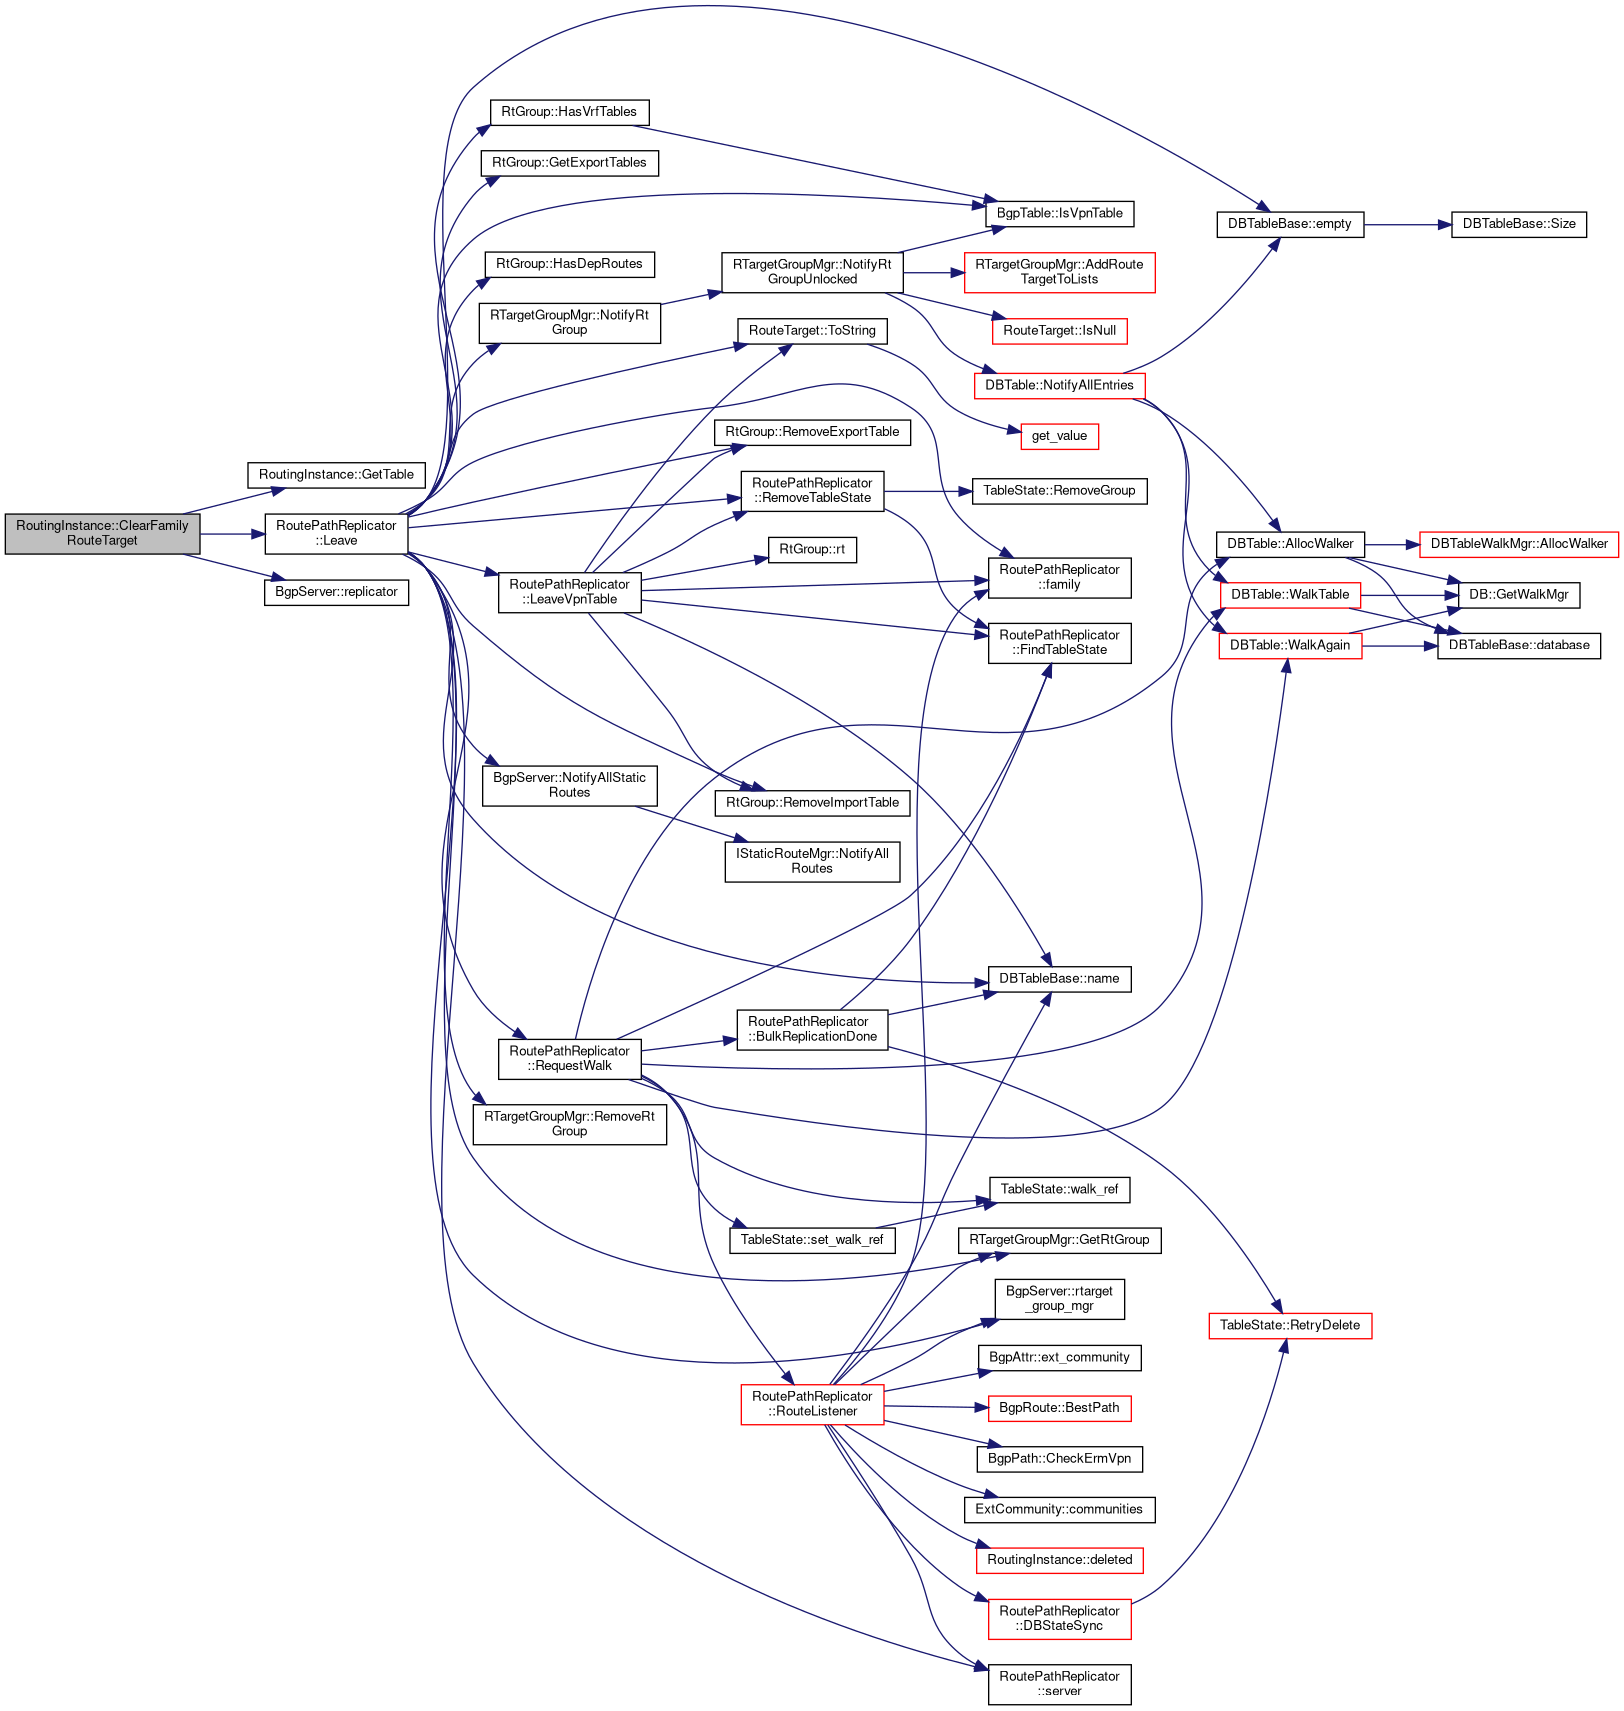 RoutingInstance::ClearFamily
RouteTarget
RoutingInstance::GetTable
RoutePathReplicator
::Leave
BgpServer::replicator
RtGroup::HasVrfTables
RtGroup::GetExportTables
RtGroup::HasDepRoutes
RTargetGroupMgr::NotifyRt
Group
RoutePathReplicator
::LeaveVpnTable
BgpServer::NotifyAllStatic
Routes
RoutePathReplicator
::RequestWalk
RTargetGroupMgr::RemoveRt
Group
RTargetGroupMgr::NotifyRt
GroupUnlocked
RouteTarget::ToString
RtGroup::RemoveExportTable
RoutePathReplicator
::RemoveTableState
RtGroup::rt
RtGroup::RemoveImportTable
IStaticRouteMgr::NotifyAll
Routes
RoutePathReplicator
::BulkReplicationDone
TableState::set_walk_ref
RoutePathReplicator
::RouteListener
BgpTable::IsVpnTable
RTargetGroupMgr::AddRoute
TargetToLists
RouteTarget::IsNull
DBTable::NotifyAllEntries
get_value
TableState::RemoveGroup
RoutePathReplicator
::family
RoutePathReplicator
::FindTableState
DBTableBase::name
TableState::walk_ref
RTargetGroupMgr::GetRtGroup
BgpServer::rtarget
_group_mgr
BgpAttr::ext_community
BgpRoute::BestPath
BgpPath::CheckErmVpn
ExtCommunity::communities
RoutingInstance::deleted
RoutePathReplicator
::DBStateSync
RoutePathReplicator
::server
DBTableBase::empty
DBTable::AllocWalker
DBTable::WalkTable
DBTable::WalkAgain
TableState::RetryDelete
DBTableBase::Size
DBTableWalkMgr::AllocWalker
DB::GetWalkMgr
DBTableBase::database